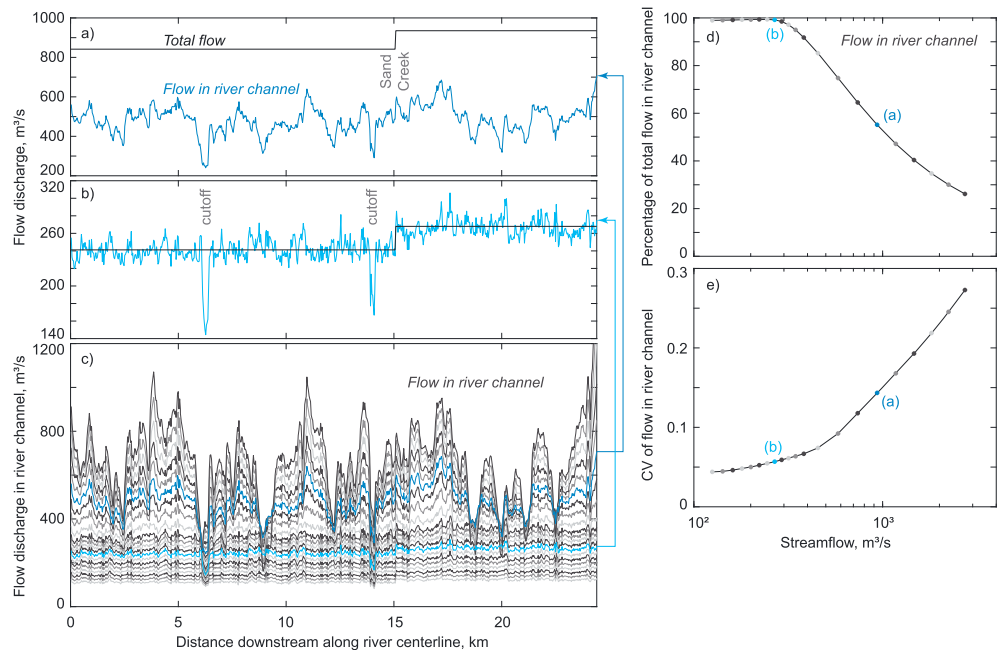 1000
800
600
400
200
Flow discharge, m³/s
a)
Total flow
Flow in river channel
Sand
Creek
320
260
200
140
b)
cutoff
cutoff
1200
800
400
0
Flow discharge in river channel, m³/s
c)
Flow in river channel
0
5
10
15
20
Distance downstream along river centerline, km
100
80
60
40
20
0
Percentage of total flow in river channel
d)
(b)
Flow in river channel
(a)
0.3
0.2
0.1
0
CV of flow in river channel
e)
(b)
(a)
10²
10³
Streamflow, m³/s